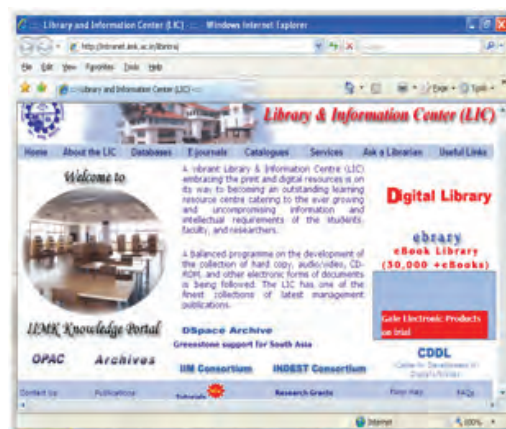 ::: Library and Information Center (LIC) ::: Windows Internet Explorer
File Edit View Favorites Tools Help
Library and Information Center (LIC)
Page Tools
Library & Information Center (LIC)
Home About the LIC Databases E-journals Catalogues Services Ask a Librarian Useful Links
Welcome to
A vibrant Library & Information Centre (LIC)
embracing the print and digital resources is on
its way to becoming an outstanding learning
resource centre catering to the ever growing
and uncompromising information and
intellectual requirements of the students,
faculty, and researchers.
A balanced programme on the development of
the collection of hard copy, audio/video, CD-
ROM, and other electronic forms of documents
is being followed. The LIC has one of the
finest collections of latest management
publications.
IIMK Knowledge Portal
OPAC Archives
DSpace Archive
Greenstone support for South Asia
IIM Consortium INDEST Consortium
Digital Library
ebrary
eBook Library
(30,000 +eBooks)
Gale Electronic Products
on trial
CDDL
Contact Us Publications Tutorials Research Grants Floor Map FAQs
Internet 100%